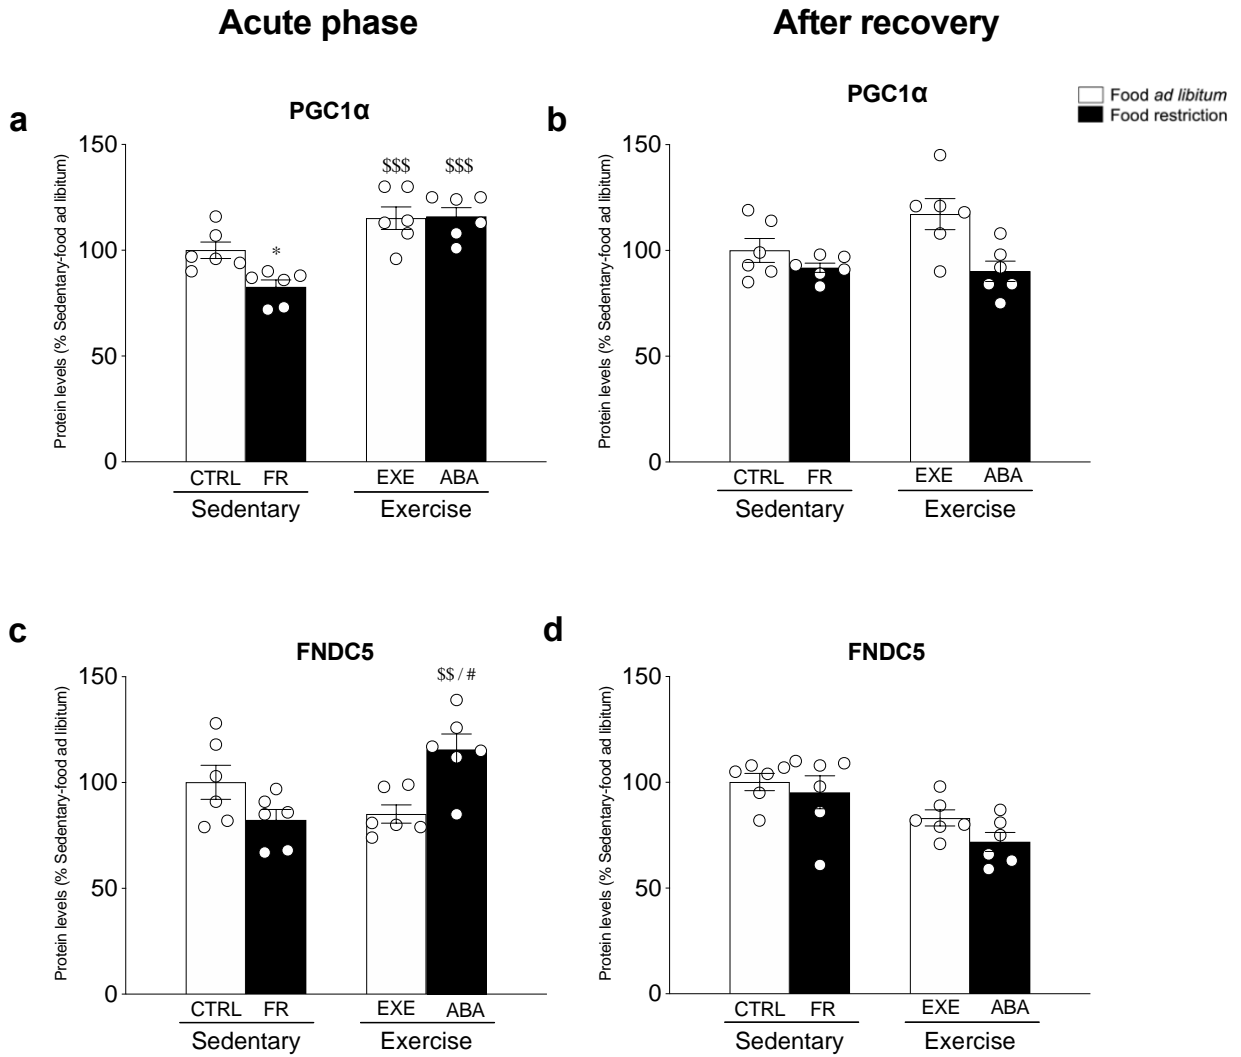 Acute phase
After recovery
a
PGC1α
b
PGC1α
Food ad libitum
Food restriction
Protein levels (% Sedentary-food ad libitum)
150
100
50
0
$$$
$$$
*
CTRL
FR
EXE
ABA
Sedentary
Exercise
Protein levels (% Sedentary-food ad libitum)
150
100
50
0
CTRL
FR
EXE
ABA
Sedentary
Exercise
c
FNDC5
Protein levels (% Sedentary-food ad libitum)
150
100
50
0
$$ / #
CTRL
FR
EXE
ABA
Sedentary
Exercise
d
FNDC5
Protein levels (% Sedentary-food ad libitum)
150
100
50
0
CTRL
FR
EXE
ABA
Sedentary
Exercise